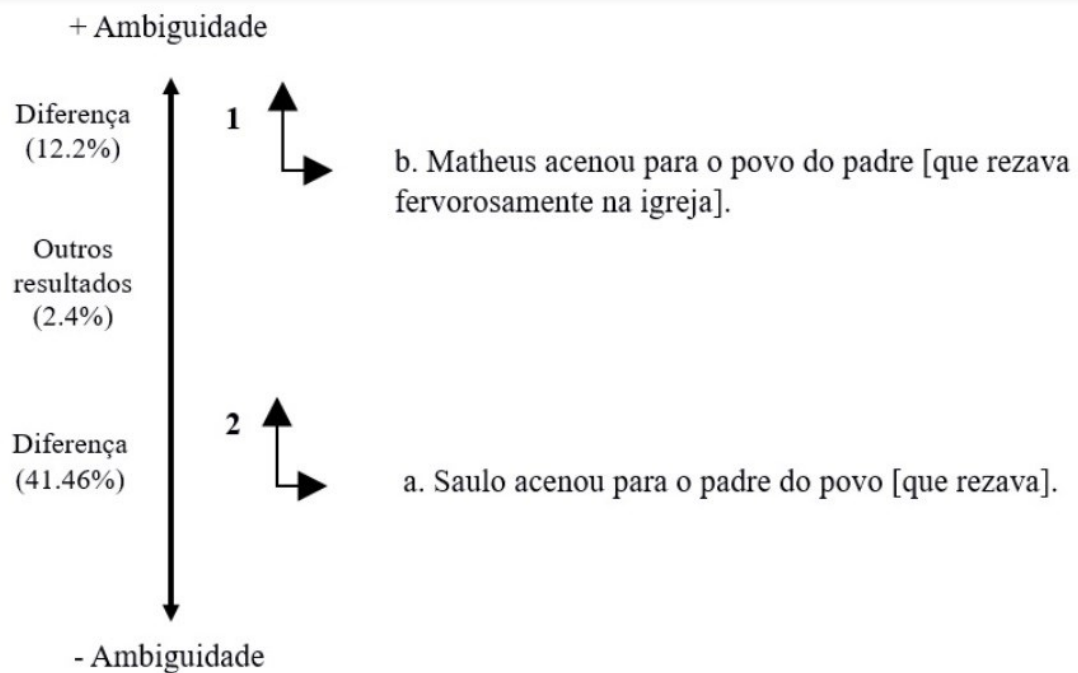 + Ambiguidade
Diferença
(12.2%)
1
b. Matheus acenou para o povo do padre [que rezava
fervorosamente na igreja].
Outros
resultados
(2.4%)
Diferença
(41.46%)
2
a. Saulo acenou para o padre do povo [que rezava].
- Ambiguidade